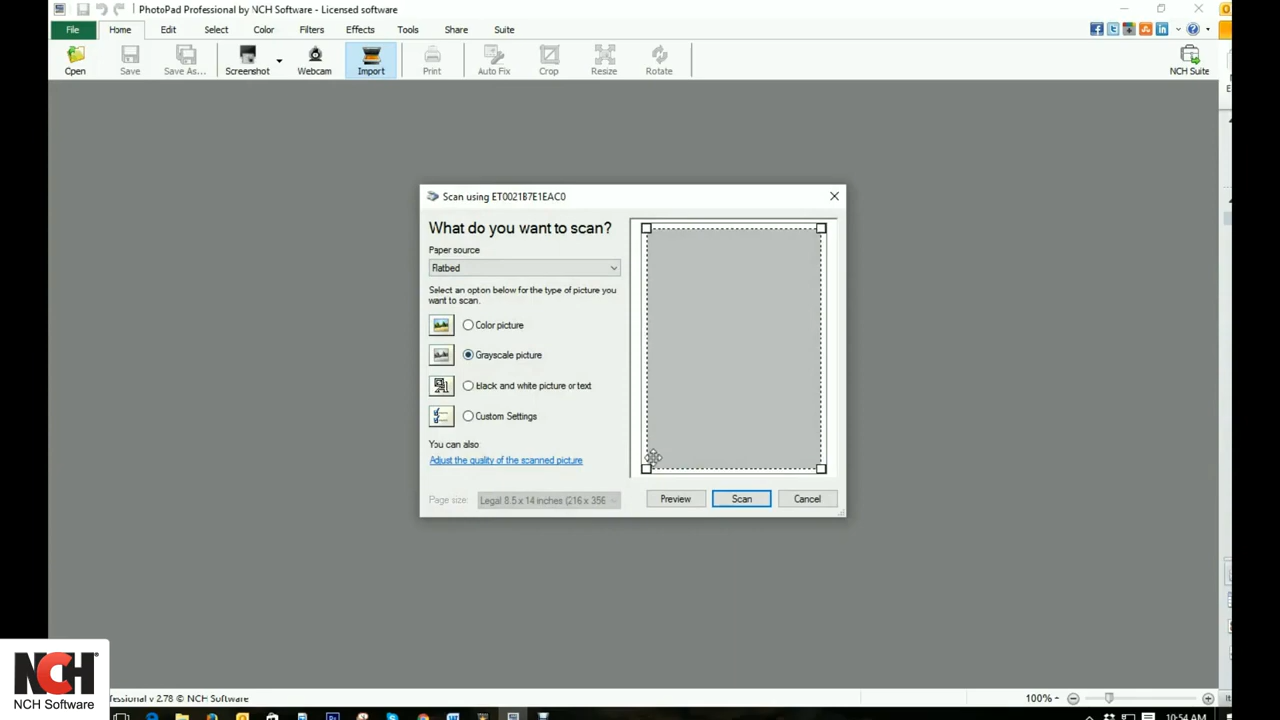 PhotoPad Professional by NCH Software - Licensed software
File Home Edit Select Color Filters Effects Tools Share Suite
Open Save Save As... Screenshot Webcam Import Print Auto Fix Crop Resize Rotate NCH Suite
Scan using ET0021B7E1EAC0
What do you want to scan?
Paper source
Flatbed
Select an option below for the type of picture you
want to scan.
Color picture
Grayscale picture
Black and white picture or text
Custom Settings
You can also:
Adjust the quality of the scanned picture
Page size: Legal 8.5 x 14 inches (216 x 356
Preview Scan Cancel
NCH
NCH Software
fessional v 2.78 © NCH Software
100%
10:54 AM